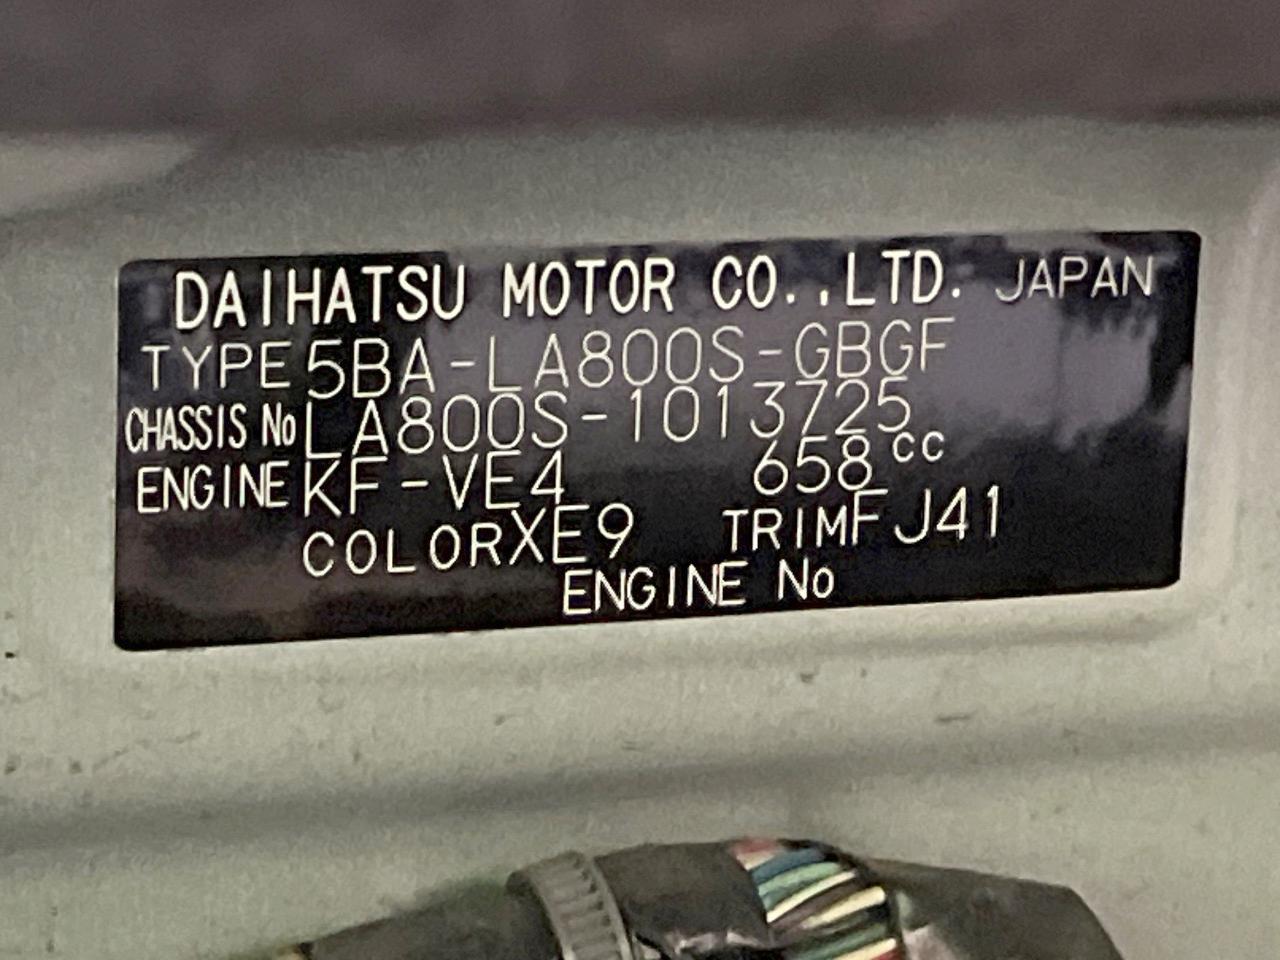 DAIHATSU MOTOR CO.,LTD. JAPAN
TYPE 5BA-LA800S-GBGF
CHASSIS No LA800S-1013725
ENGINE KF-VE4 658cc
COLOR XE9 TRIM FJ41
ENGINE No